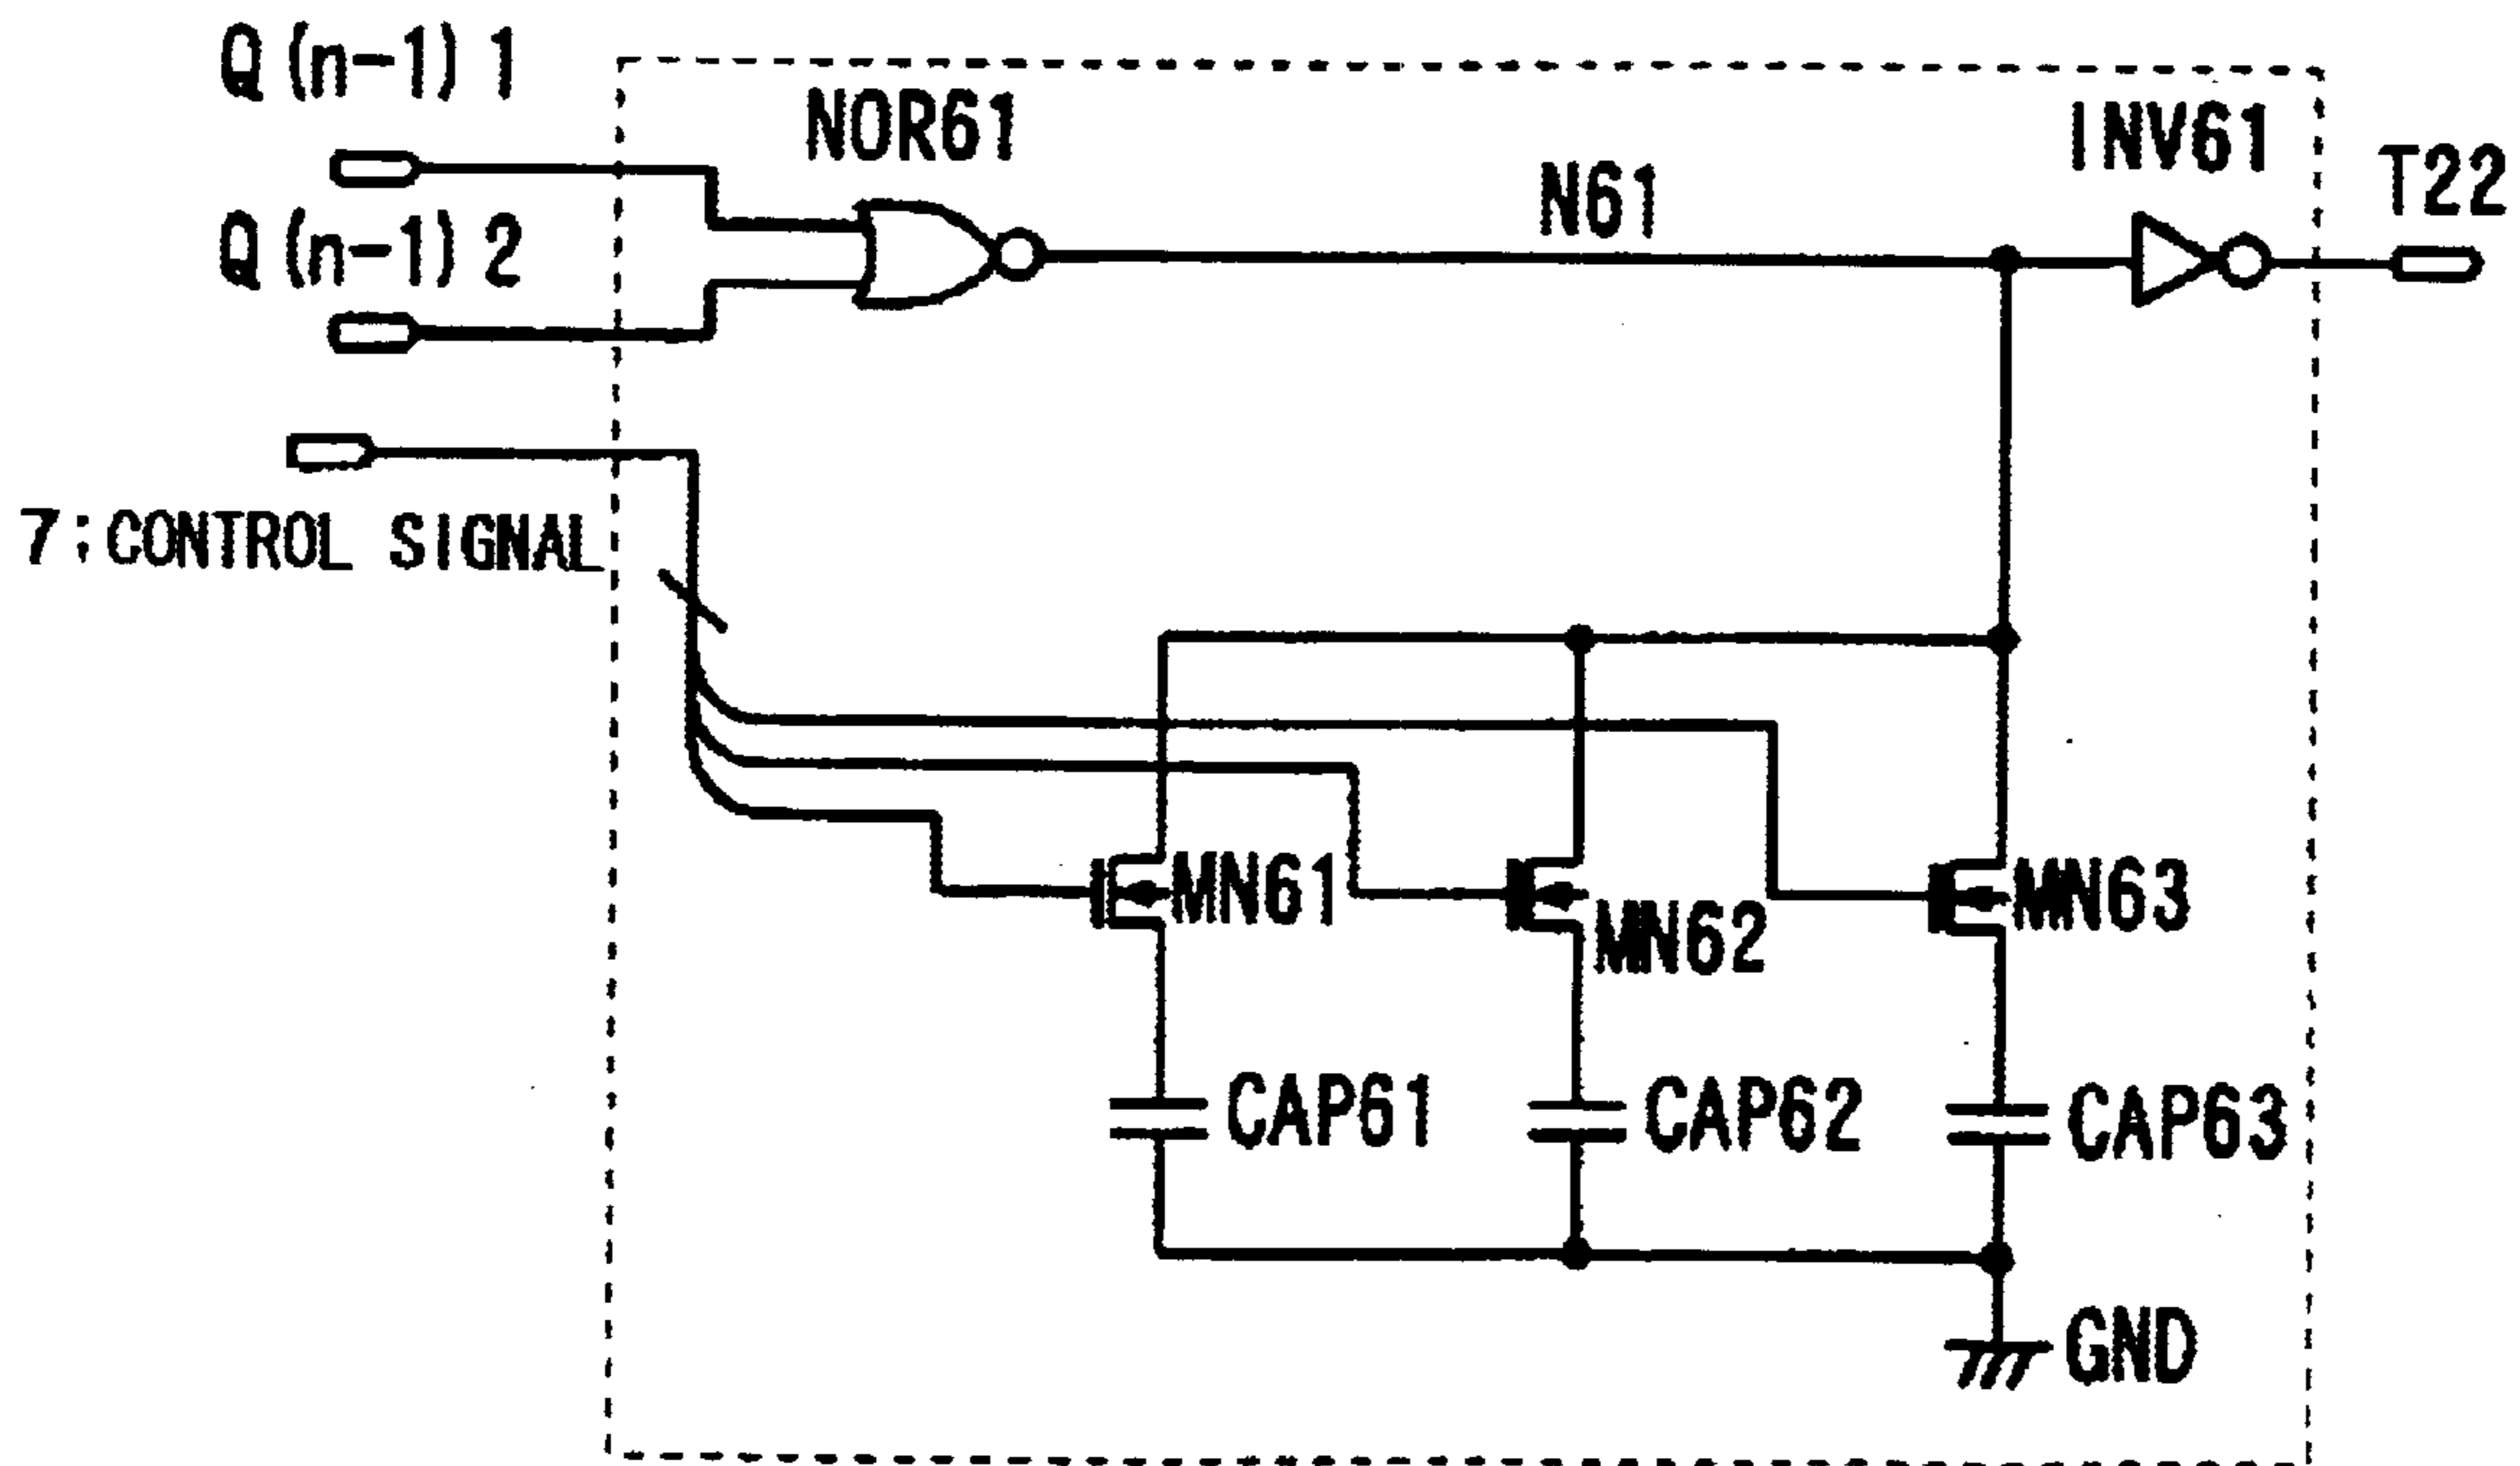 Q(n-1)1
NOR61
INV61
N61
T22
Q(n-1)2
7;CONTROL SIGNAL
MN61
MN62
MN63
CAP61
CAP62
CAP63
GND